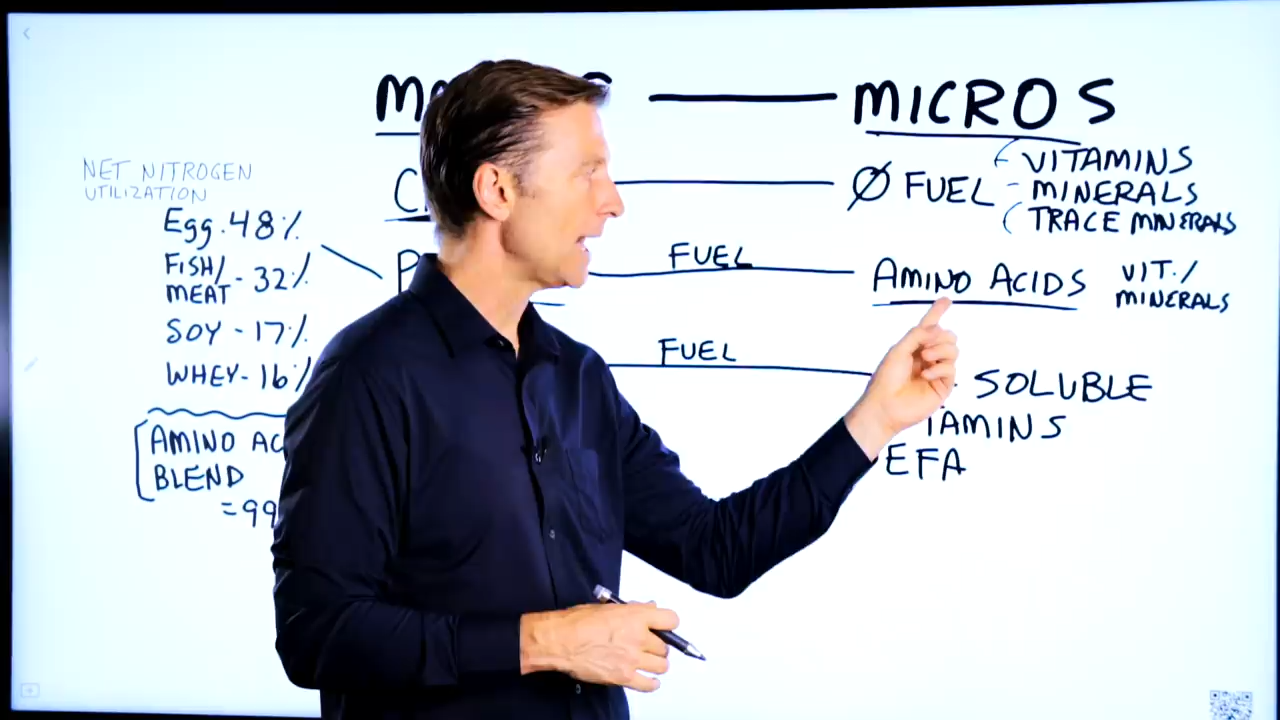 MICROS
NET NITROGEN
UTILIZATION
Egg - 48%
FISH/
MEAT - 32%
SOY - 17%
WHEY - 16%
AMINO
BLEND
= 99
Ø FUEL
VITAMINS
MINERALS
TRACE MINERALS
FUEL
AMINO ACIDS
VIT./
MINERALS
FUEL
SOLUBLE
EFA